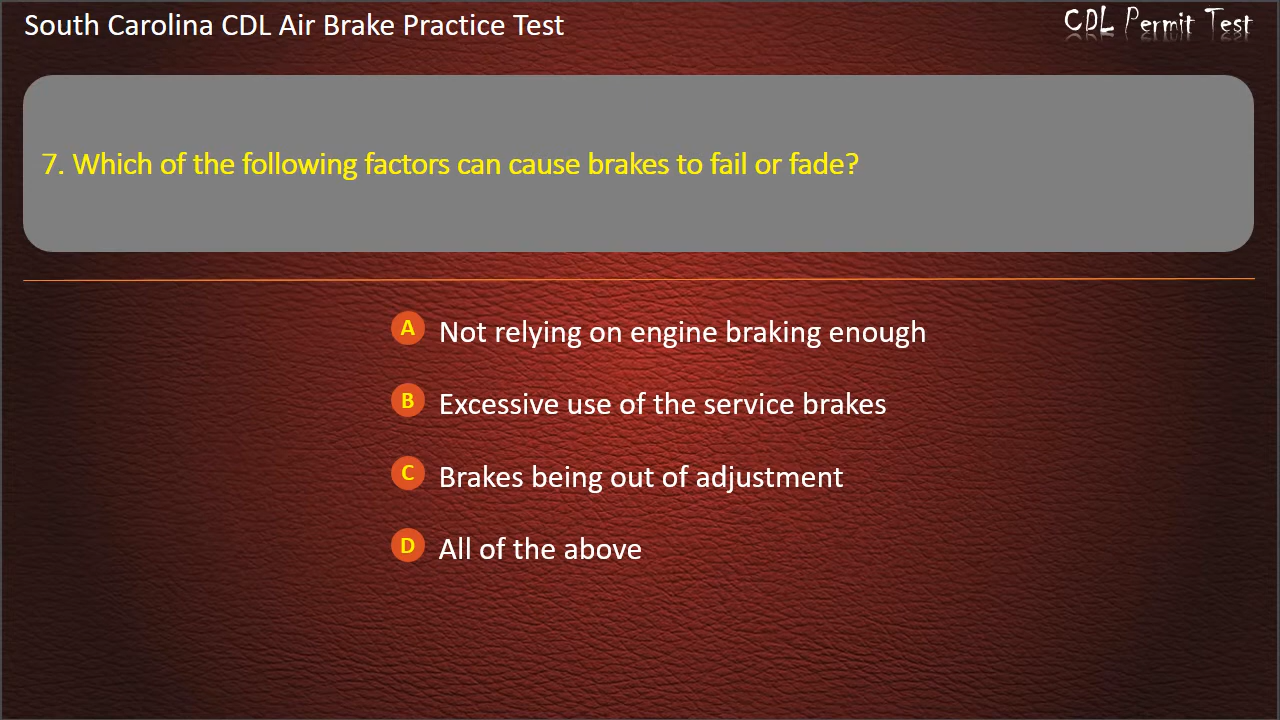 South Carolina CDL Air Brake Practice Test
CDL Permit Test
7. Which of the following factors can cause brakes to fail or fade?
A Not relying on engine braking enough
B Excessive use of the service brakes
C Brakes being out of adjustment
D All of the above